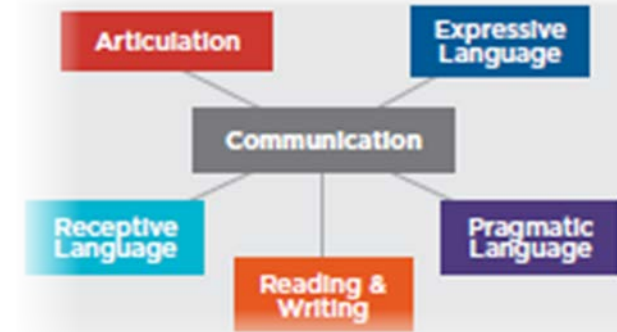 Articulation
Expressive
Language
Communication
Receptive
Language
Pragmatic
Language
Reading &
Writing